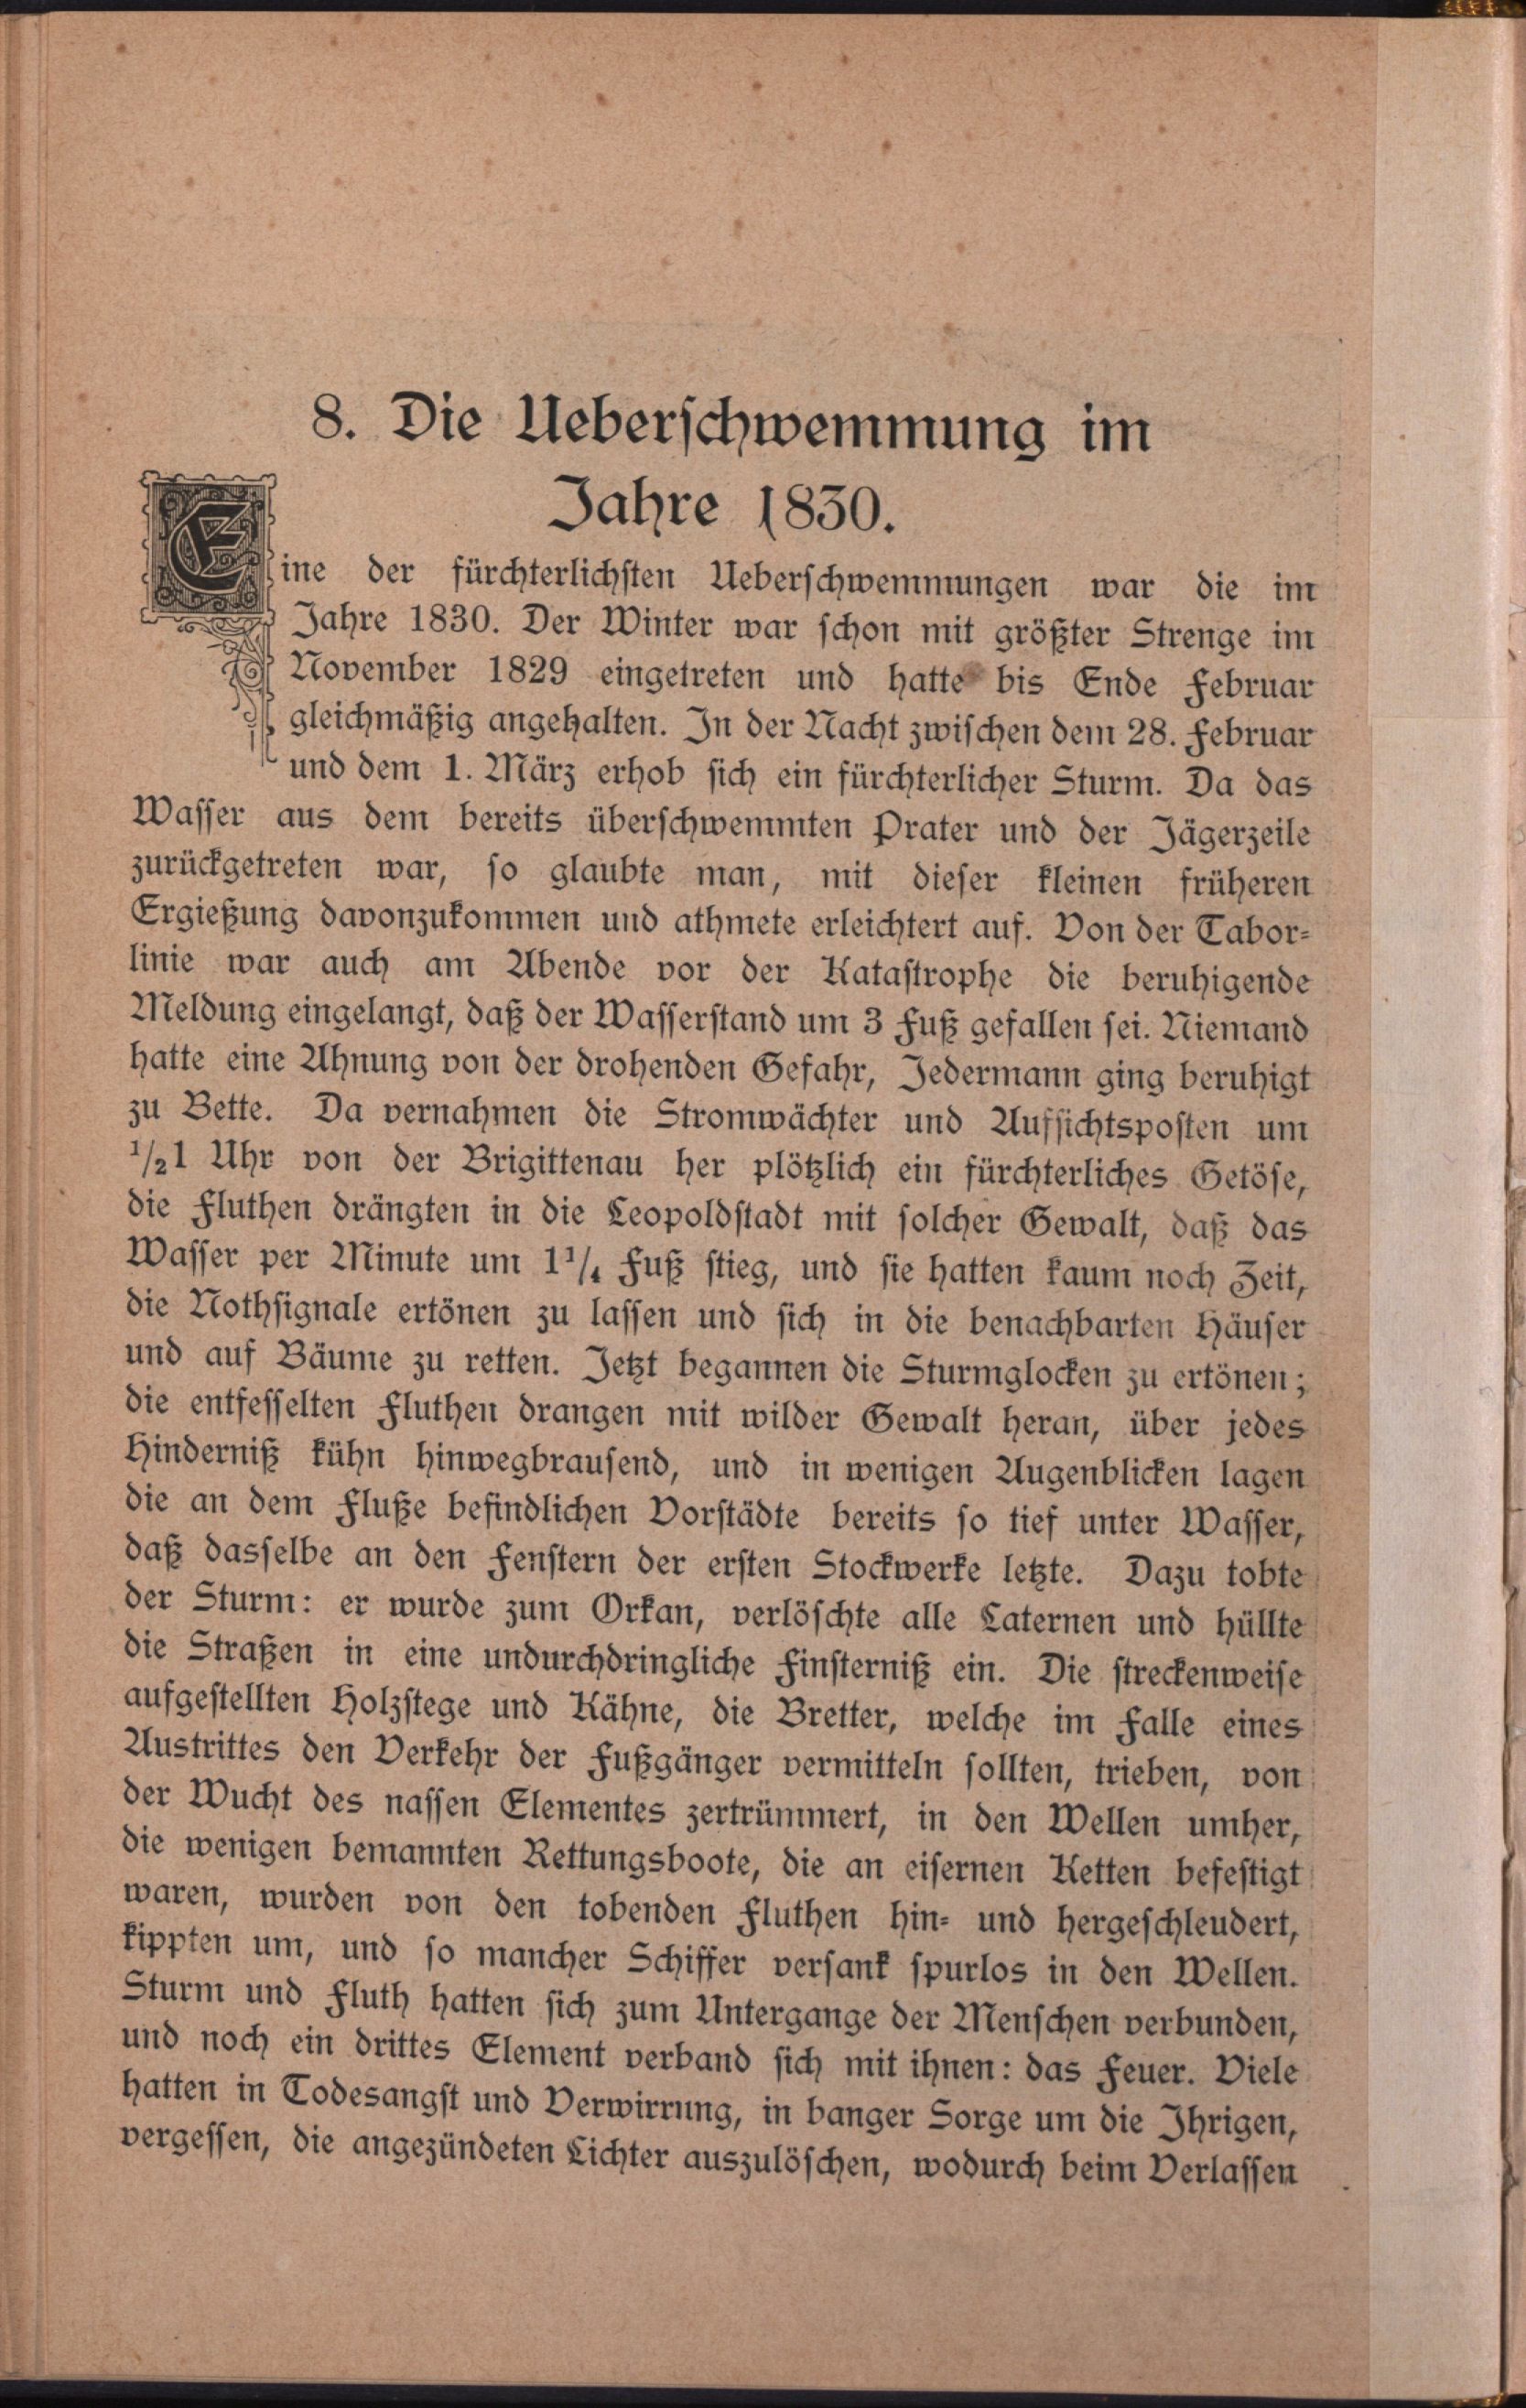 8. Die Ueberschwemmung im
Jahre 1830.
Eine der fürchterlichsten Ueberschwemmungen war die im
Jahre 1830. Der Winter war schon mit größter Strenge im
November 1829 eingetreten und hatte bis Ende Februar
gleichmäßig angehalten. In der Nacht zwischen dem 28. Februar
und dem 1. März erhob sich ein fürchterlicher Sturm. Da das
Wasser aus dem bereits überschwemmten Prater und der Jägerzeile
zurückgetreten war, so glaubte man, mit dieser kleinen früheren
Ergießung davonzukommen und athmete erleichtert auf. Von der Tabor-
linie war auch am Abende vor der Katastrophe die beruhigende
Meldung eingelangt, daß der Wasserstand um 3 Fuß gefallen sei. Niemand
hatte eine Ahnung von der drohenden Gefahr, Jedermann ging beruhigt
zu Bette. Da vernahmen die Stromwächter und Aufsichtsposten um
1/2 1 Uhr von der Brigittenau her plötzlich ein fürchterliches Getöse,
die Fluthen drängten in die Leopoldstadt mit solcher Gewalt, daß das
Wasser per Minute um 1 1/4 Fuß stieg, und sie hatten kaum noch Zeit,
die Nothsignale ertönen zu lassen und sich in die benachbarten Häuser
und auf Bäume zu retten. Jetzt begannen die Sturmglocken zu ertönen;
die entfesselten Fluthen drangen mit wilder Gewalt heran, über jedes
Hinderniß kühn hinwegbrausend, und in wenigen Augenblicken lagen
die an dem Fluße befindlichen Vorstädte bereits so tief unter Wasser,
daß dasselbe an den Fenstern der ersten Stockwerke letzte. Dazu tobte
der Sturm: er wurde zum Orkan, verlöschte alle Laternen und hüllte
die Straßen in eine undurchdringliche Finsterniß ein. Die streckenweise
aufgestellten Holzstege und Kähne, die Bretter, welche im Falle eines
Austrittes den Verkehr der Fußgänger vermitteln sollten, trieben, von
der Wucht des nassen Elementes zertrümmert, in den Wellen umher,
die wenigen bemannten Rettungsboote, die an eisernen Ketten befestigt
waren, wurden von den tobenden Fluthen hin- und hergeschleudert,
kippten um, und so mancher Schiffer versank spurlos in den Wellen.
Sturm und Fluth hatten sich zum Untergange der Menschen verbunden,
und noch ein drittes Element verband sich mit ihnen: das Feuer. Viele
hatten in Todesangst und Verwirrung, in banger Sorge um die Ihrigen,
vergessen, die angezündeten Lichter auszulöschen, wodurch beim Verlassen